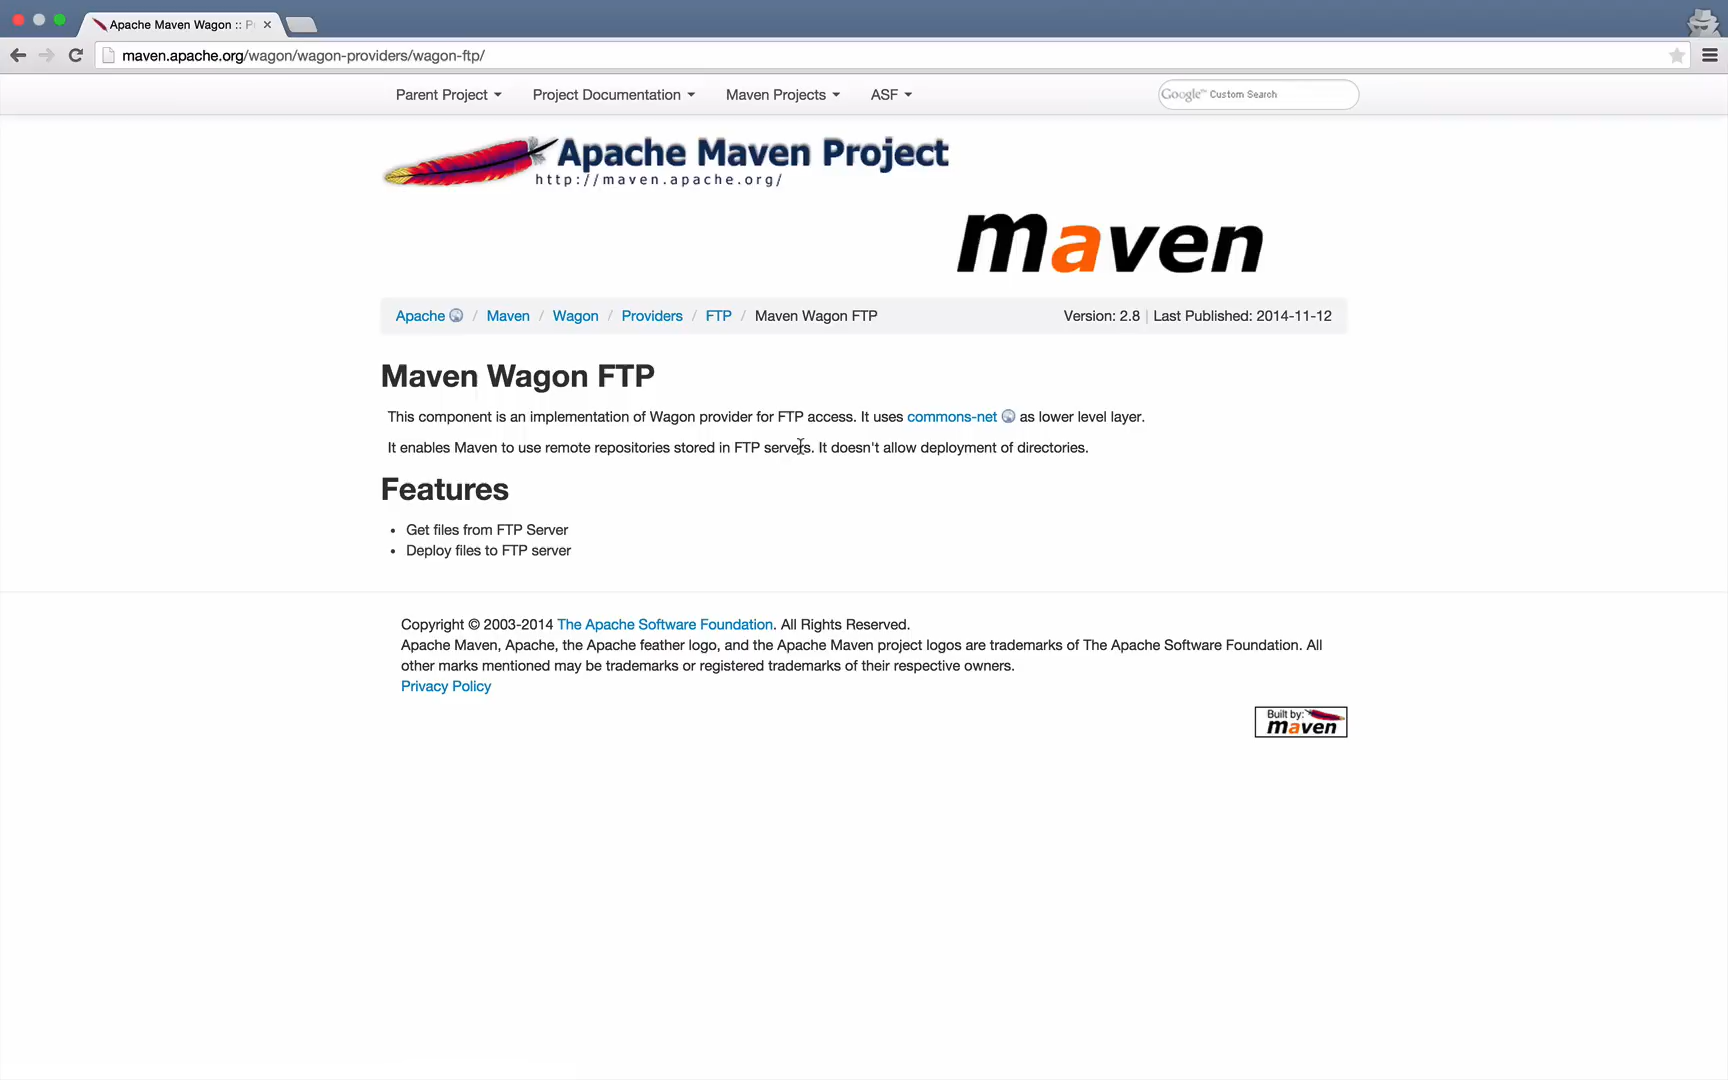 Apache Maven Wagon :: P
maven.apache.org/wagon/wagon-providers/wagon-ftp/
Parent Project Project Documentation Maven Projects ASF Google™ Custom Search
Apache Maven Project
http://maven.apache.org/
maven
Apache / Maven / Wagon / Providers / FTP / Maven Wagon FTP Version: 2.8 | Last Published: 2014-11-12
Maven Wagon FTP
This component is an implementation of Wagon provider for FTP access. It uses commons-net as lower level layer.
It enables Maven to use remote repositories stored in FTP servers. It doesn't allow deployment of directories.
Features
• Get files from FTP Server
• Deploy files to FTP server
Copyright © 2003-2014 The Apache Software Foundation. All Rights Reserved.
Apache Maven, Apache, the Apache feather logo, and the Apache Maven project logos are trademarks of The Apache Software Foundation. All
other marks mentioned may be trademarks or registered trademarks of their respective owners.
Privacy Policy
Built by:
maven